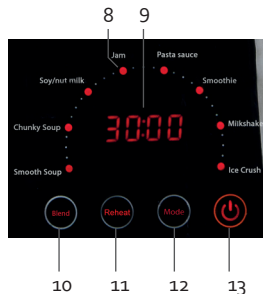 8 9
Jam Pasta sauce
Soy/nut milk Smoothie
30:00
Chunky Soup Milkshake
Smooth Soup Ice Crush
Blend Reheat Mode
10 11 12 13